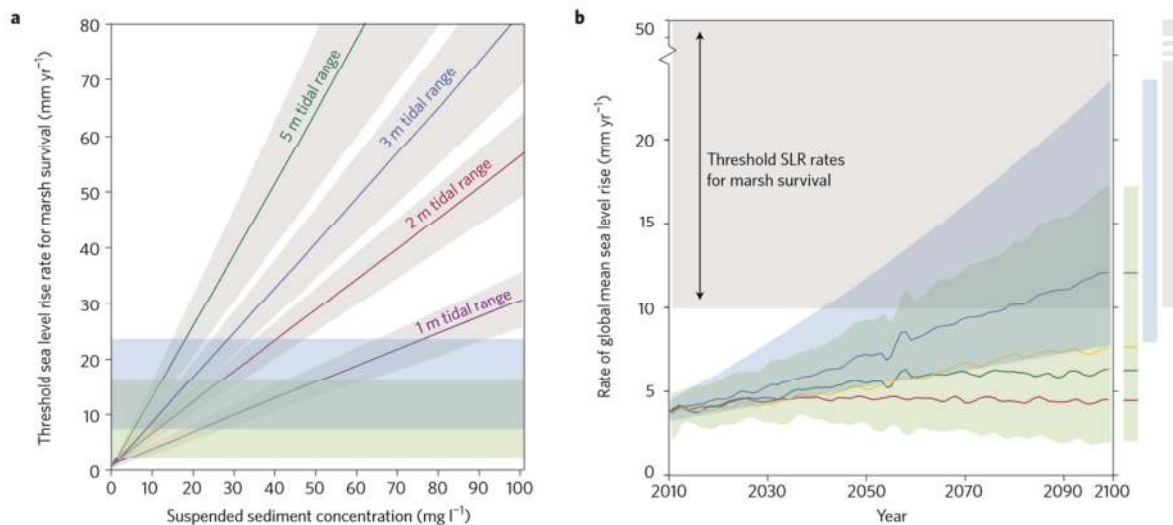 a
Threshold sea level rise rate for marsh survival (mm yr⁻¹)
80
70
60
50
40
30
20
10
0
5 m tidal range
3 m tidal range
2 m tidal range
1 m tidal range
0 10 20 30 40 50 60 70 80 90 100
Suspended sediment concentration (mg l⁻¹)
b
Rate of global mean sea level rise (mm yr⁻¹)
50
20
15
10
5
0
Threshold SLR rates
for marsh survival
2010 2030 2050 2070 2090 2100
Year